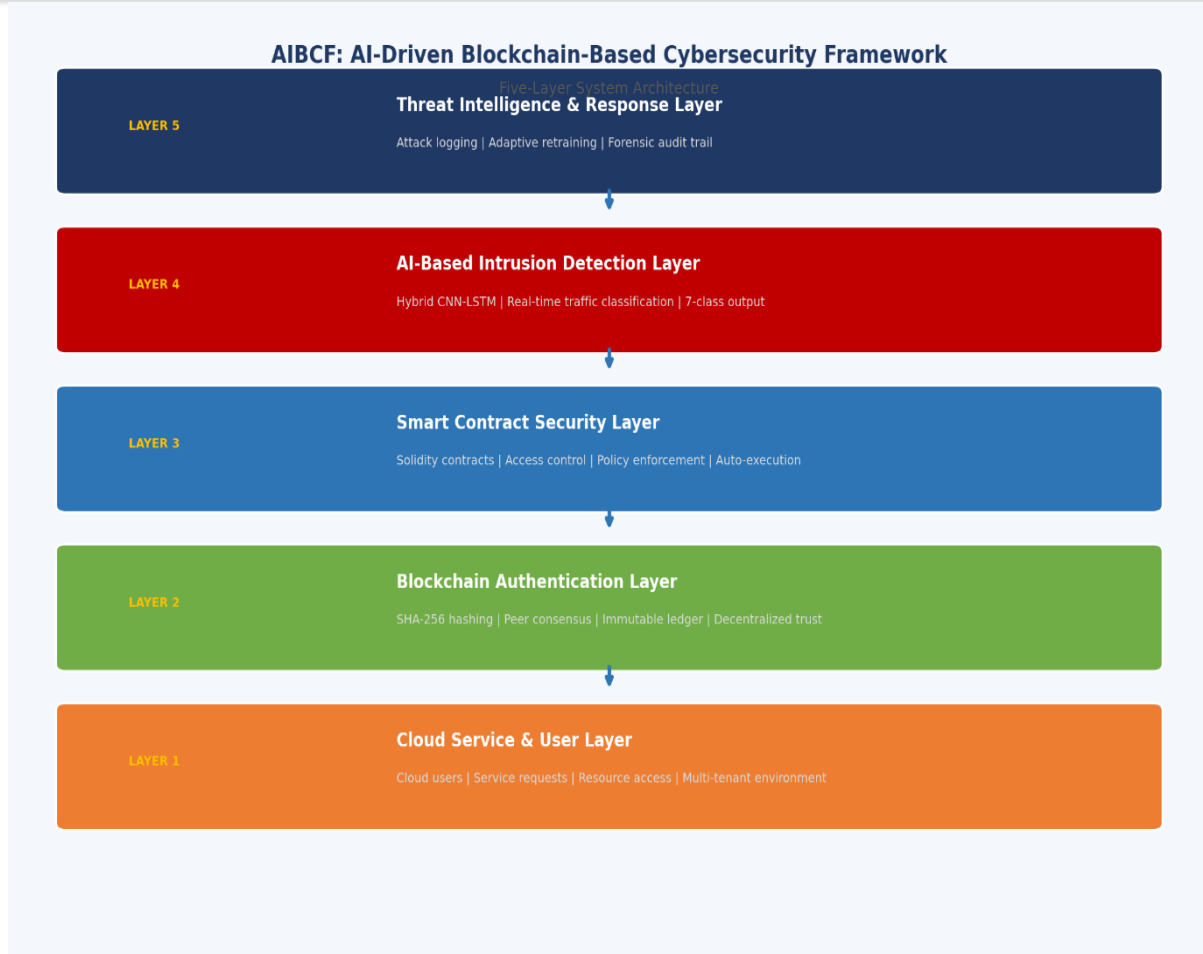 AIBCF: AI-Driven Blockchain-Based Cybersecurity Framework
Five-Layer System Architecture
Threat Intelligence & Response Layer
LAYER 5
Attack logging | Adaptive retraining | Forensic audit trail
AI-Based Intrusion Detection Layer
LAYER 4
Hybrid CNN-LSTM | Real-time traffic classification | 7-class output
Smart Contract Security Layer
LAYER 3
Solidity contracts | Access control | Policy enforcement | Auto-execution
Blockchain Authentication Layer
LAYER 2
SHA-256 hashing | Peer consensus | Immutable ledger | Decentralized trust
Cloud Service & User Layer
LAYER 1
Cloud users | Service requests | Resource access | Multi-tenant environment